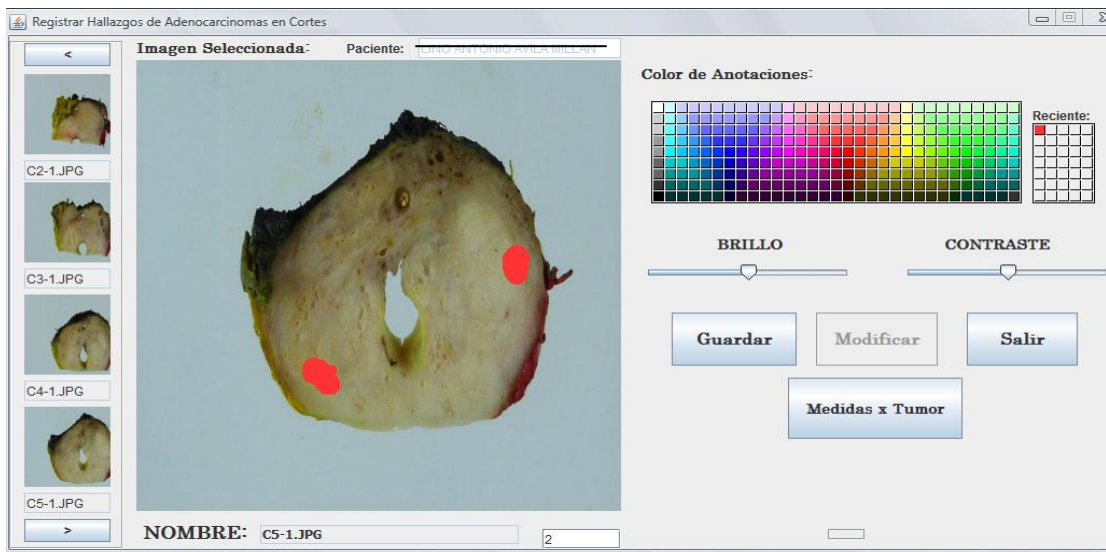 Registrar Hallazgos de Adenocarcinomas en Cortes
<
C2-1.JPG
C3-1.JPG
C4-1.JPG
C5-1.JPG
>
Imagen Seleccionada:
Paciente:
NOMBRE:
C5-1.JPG
2
Color de Anotaciones:
Reciente:
BRILLO
CONTRASTE
Guardar
Modificar
Salir
Medidas x Tumor